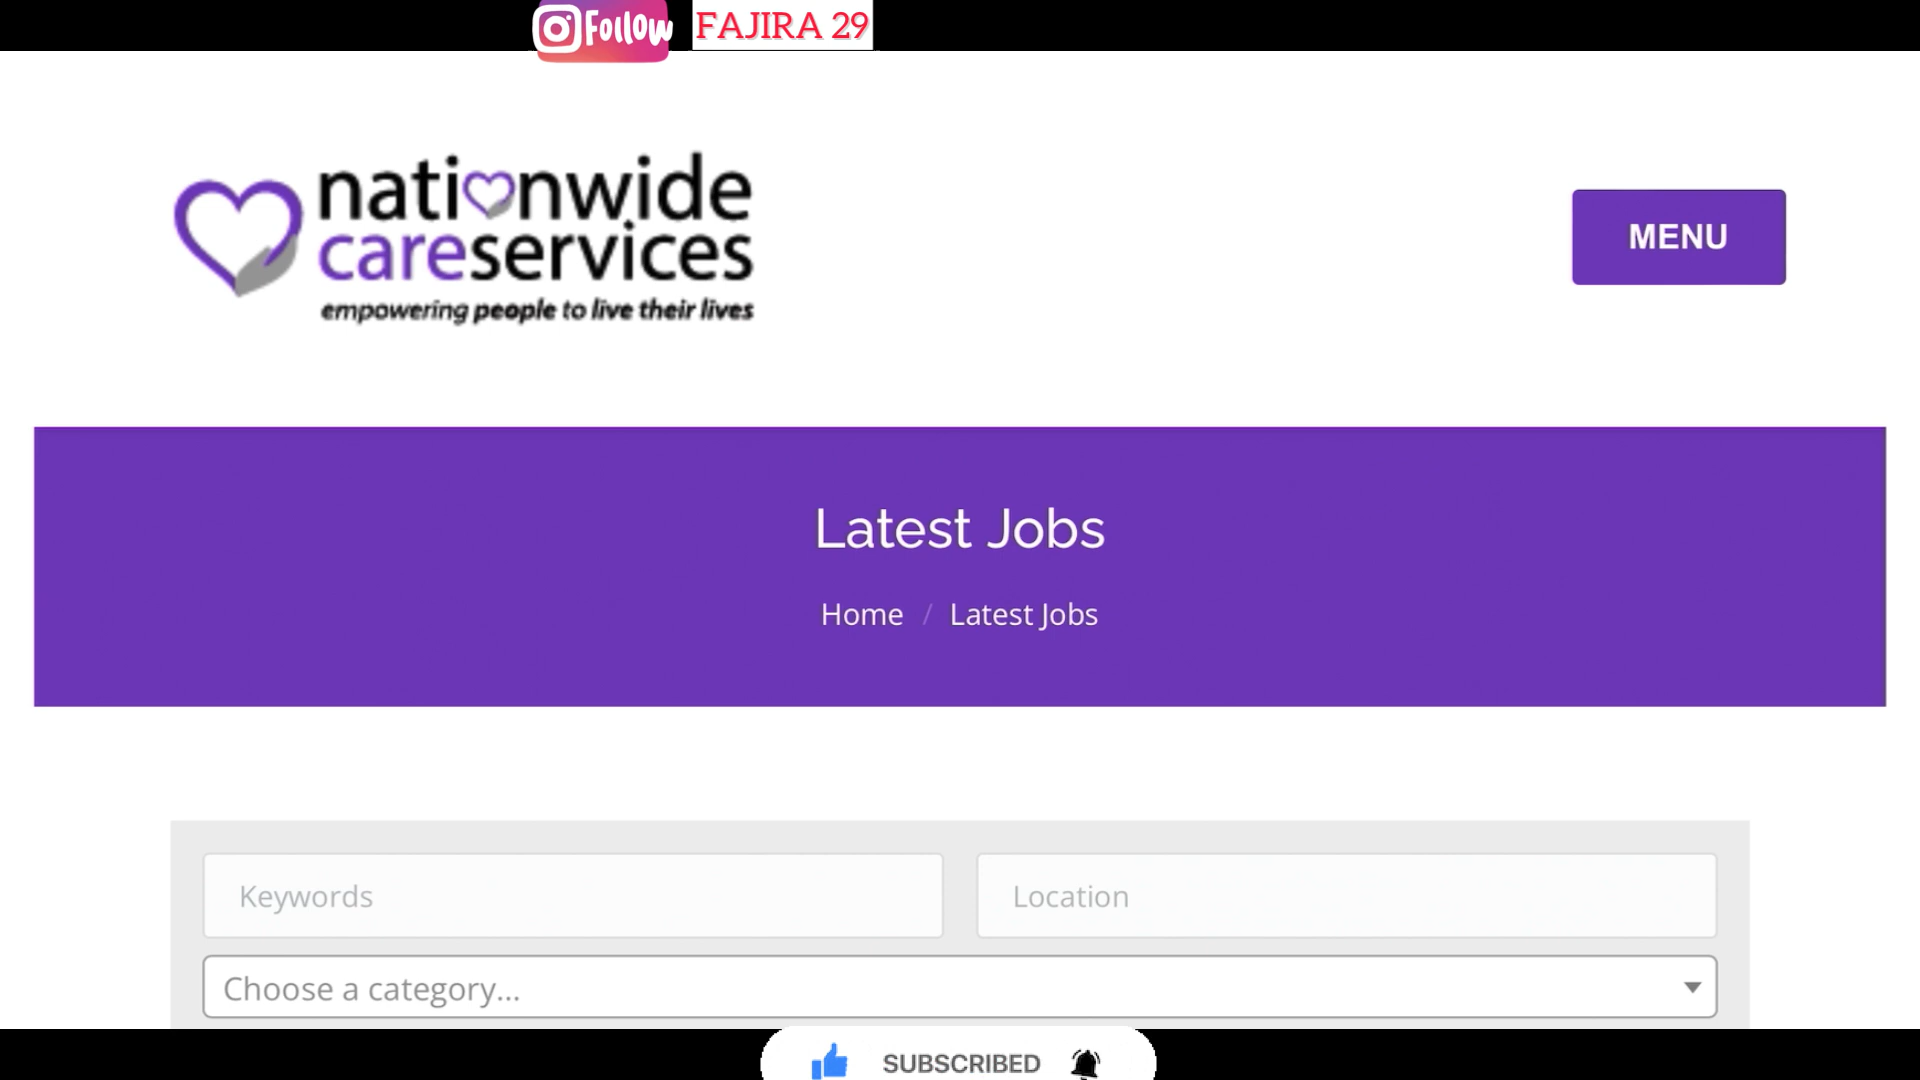 Follow FAJIRA 29
nationwide
careservices
empowering people to live their lives
MENU
Latest Jobs
Home / Latest Jobs
Keywords Location
Choose a category...
SUBSCRIBED